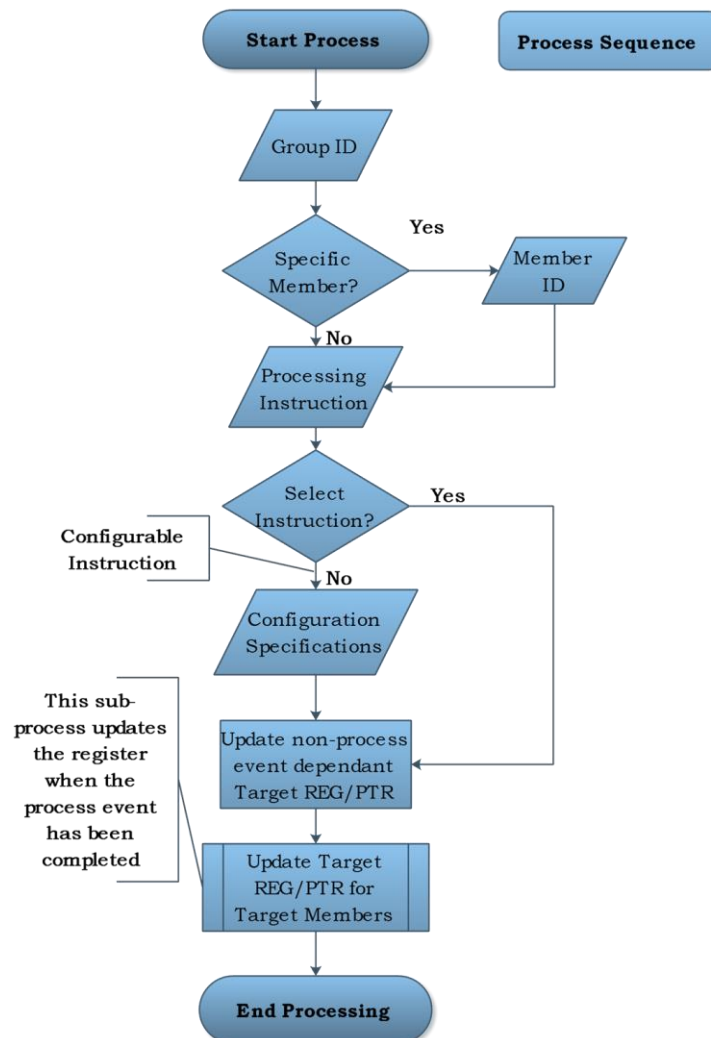 Start Process
Process Sequence
Group ID
Yes
Specific
Member?
Member
ID
No
Processing
Instruction
Select
Instruction?
Yes
Configurable
Instruction
No
Configuration
Specifications
This sub-
process updates
the register
when the
process event
has been
completed
Update non-process
event dependant
Target REG/PTR
Update Target
REG/PTR for
Target Members
End Processing